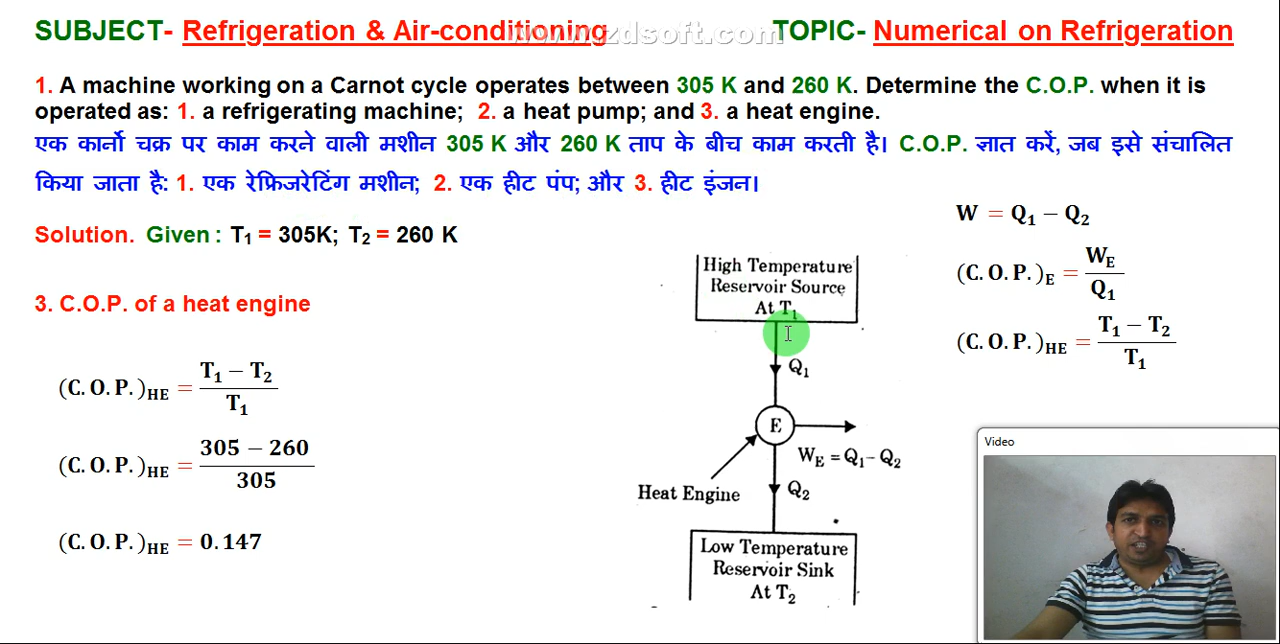 SUBJECT- Refrigeration & Air-conditioning
www.zdsoft.com
TOPIC- Numerical on Refrigeration
1. A machine working on a Carnot cycle operates between 305 K and 260 K. Determine the C.O.P. when it is
operated as: 1. a refrigerating machine; 2. a heat pump; and 3. a heat engine.
एक कार्नो चक्र पर काम करने वाली मशीन 305 K और 260 K ताप के बीच काम करती है। C.O.P. ज्ञात करें, जब इसे संचालित
किया जाता है: 1. एक रेफ्रिजरेटिंग मशीन; 2. एक हीट पंप; और 3. हीट इंजन।
Solution. Given : T₁ = 305K; T₂ = 260 K
3. C.O.P. of a heat engine
(C.O.P.)HE = T₁ − T₂ / T₁
(C.O.P.)HE = 305 − 260 / 305
(C.O.P.)HE = 0.147
High Temperature
Reservoir Source
At T₁
Q₁
E
WE = Q₁ − Q₂
Heat Engine
Q₂
Low Temperature
Reservoir Sink
At T₂
W = Q₁ − Q₂
(C.O.P.)E = WE / Q₁
(C.O.P.)HE = T₁ − T₂ / T₁
Video